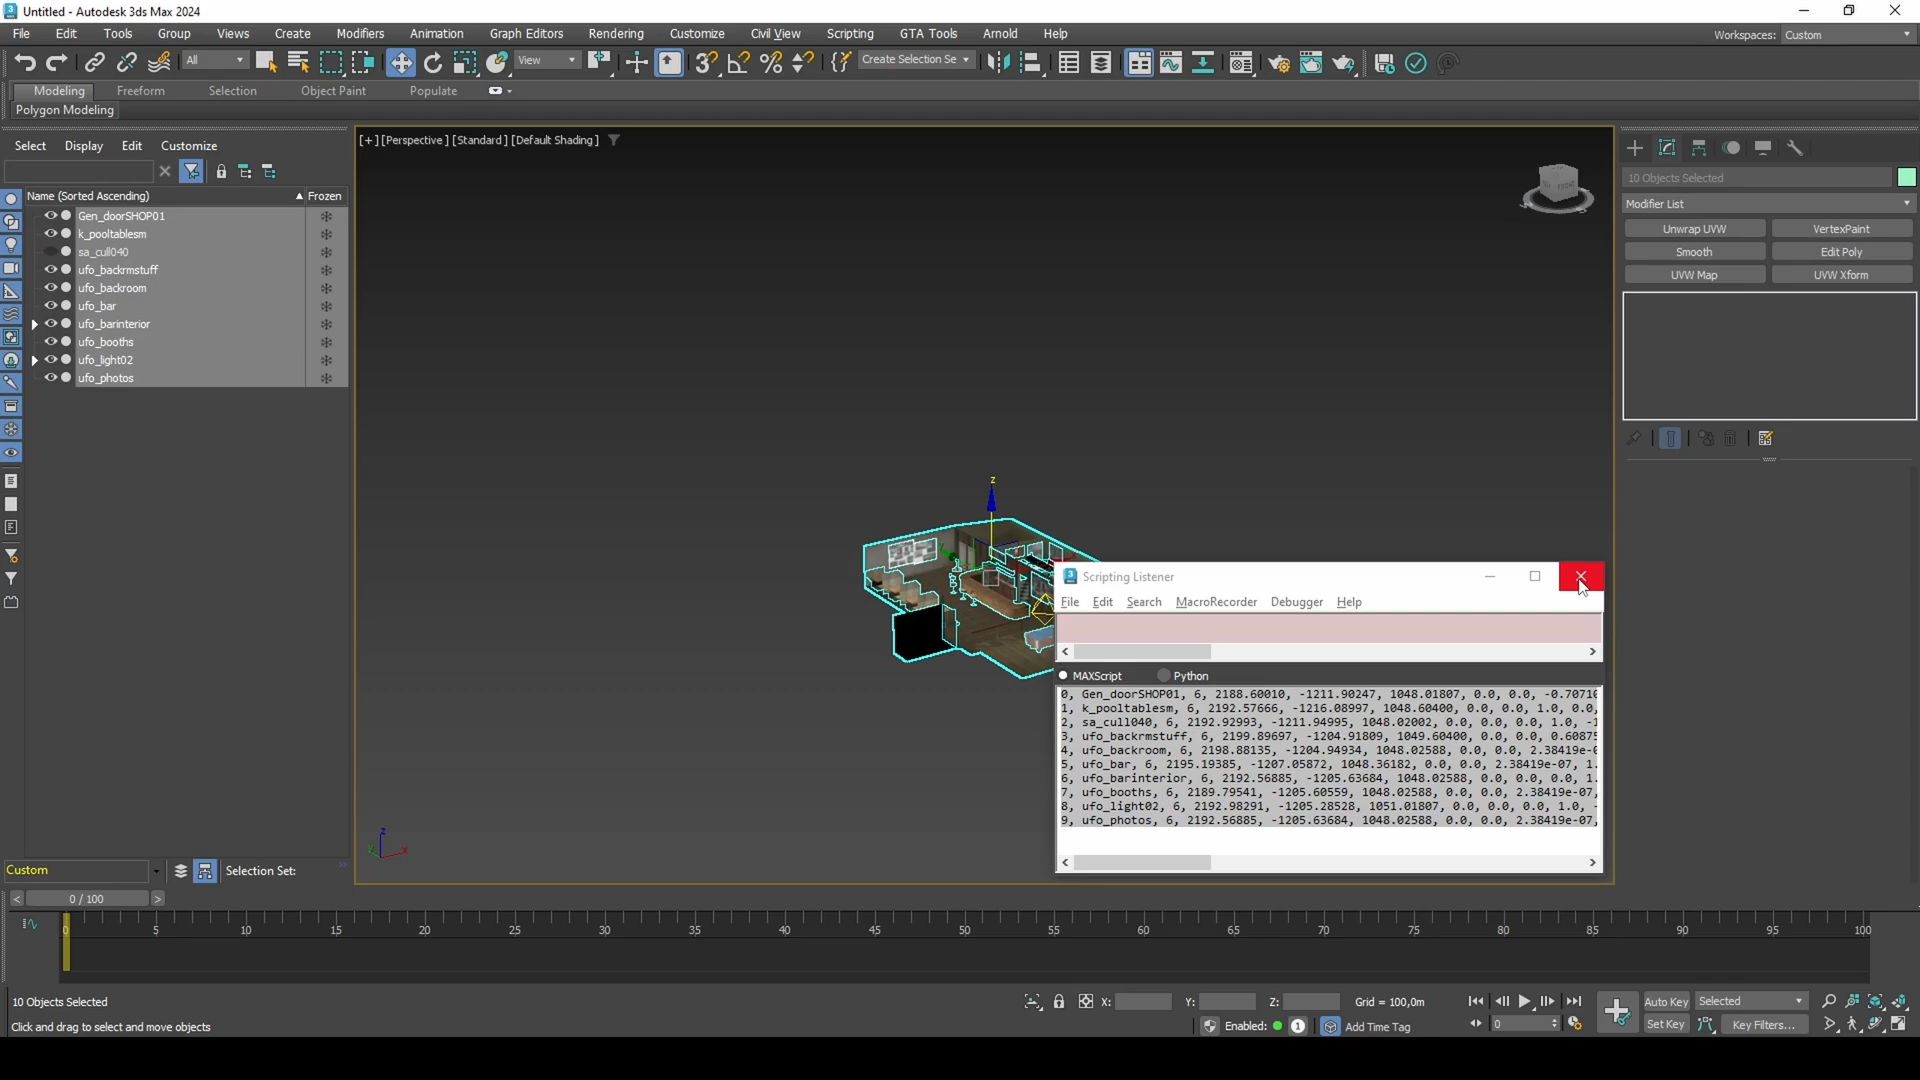 Untitled - Autodesk 3ds Max 2024
File Edit Tools Group Views Create Modifiers Animation Graph Editors Rendering Customize Civil View Scripting GTA Tools Arnold Help Workspaces: Custom
All View Create Selection Se
Modeling Freeform Selection Object Paint Populate
Polygon Modeling
Select Display Edit Customize
[+] [Perspective] [Standard] [Default Shading]
Name (Sorted Ascending) Frozen
Gen_doorSHOP01
k_pooltablesm
sa_cull040
ufo_backrmstuff
ufo_backroom
ufo_bar
ufo_barinterior
ufo_booths
ufo_light02
ufo_photos
10 Objects Selected
Modifier List
Unwrap UVW VertexPaint
Smooth Edit Poly
UVW Map UVW Xform
z
Scripting Listener
File Edit Search MacroRecorder Debugger Help
MAXScript Python
0, Gen_doorSHOP01, 6, 2188.60010, -1211.90247, 1048.01807, 0.0, 0.0, -0.70710
1, k_pooltablesm, 6, 2192.57666, -1216.08997, 1048.60400, 0.0, 0.0, 1.0, 0.0,
2, sa_cull040, 6, 2192.92993, -1211.94995, 1048.02002, 0.0, 0.0, 0.0, 1.0, -1
3, ufo_backrmstuff, 6, 2199.89697, -1204.91809, 1049.60400, 0.0, 0.0, 0.60875
4, ufo_backroom, 6, 2198.88135, -1204.94934, 1048.02588, 0.0, 0.0, 2.38419e-0
5, ufo_bar, 6, 2195.19385, -1207.05872, 1048.36182, 0.0, 0.0, 2.38419e-07, 1.
6, ufo_barinterior, 6, 2192.56885, -1205.63684, 1048.02588, 0.0, 0.0, 0.0, 1.
7, ufo_booths, 6, 2189.79541, -1205.60559, 1048.02588, 0.0, 0.0, 2.38419e-07,
8, ufo_light02, 6, 2192.98291, -1205.28528, 1051.01807, 0.0, 0.0, 0.0, 1.0, -
9, ufo_photos, 6, 2192.56885, -1205.63684, 1048.02588, 0.0, 0.0, 2.38419e-07,
z
y x
Custom Selection Set:
0 / 100
0 5 10 15 20 25 30 35 40 45 50 55 60 65 70 75 80 85 90 95 100
10 Objects Selected X: Y: Z: Grid = 100,0m Auto Key Selected
Click and drag to select and move objects Enabled: 1 Add Time Tag 0 Set Key Key Filters...